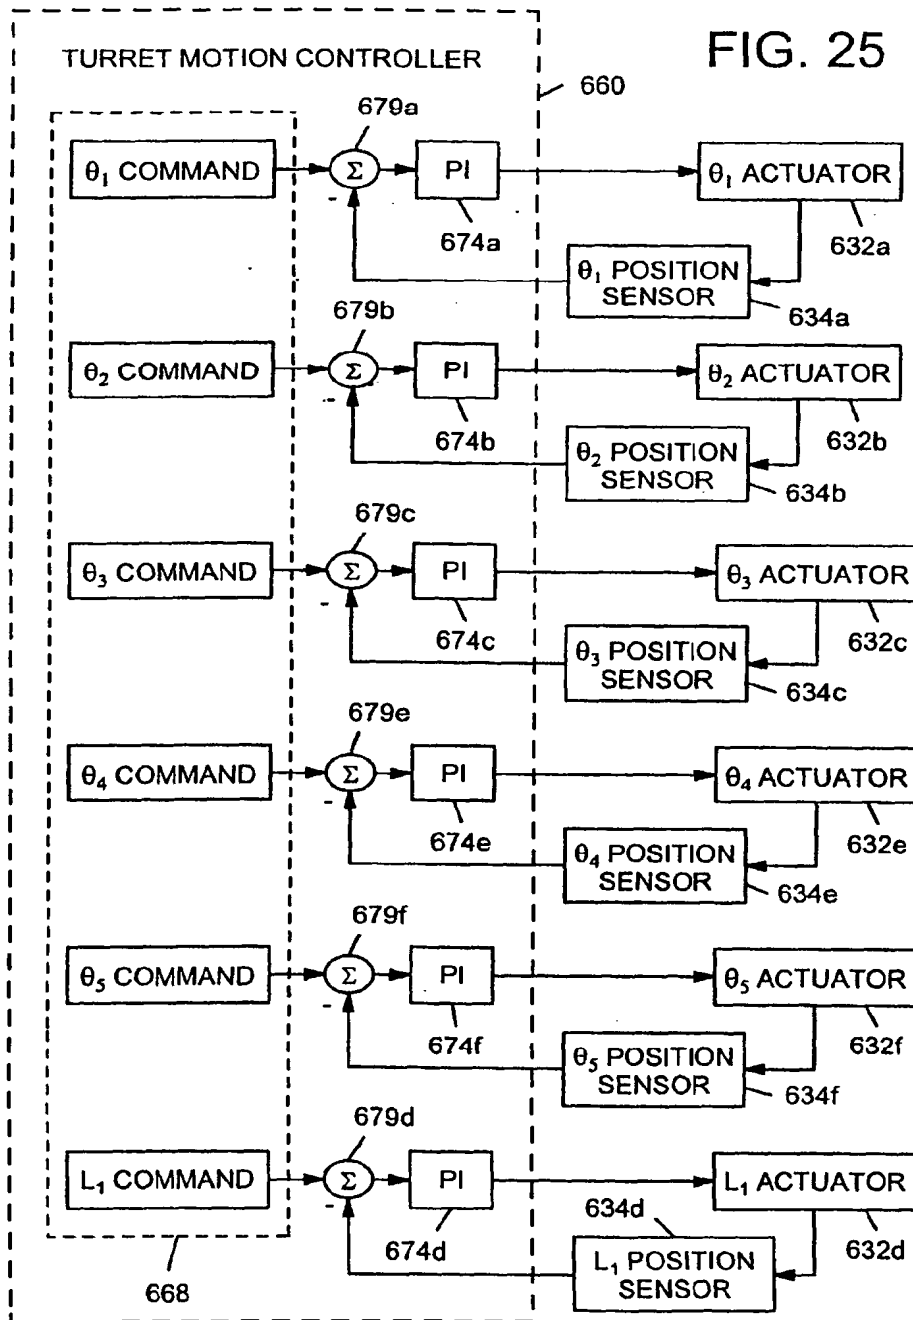 FIG. 25
TURRET MOTION CONTROLLER
660
679a
θ₁ COMMAND
Σ
PI
θ₁ ACTUATOR
-
674a
632a
θ₁ POSITION
SENSOR
634a
679b
θ₂ COMMAND
Σ
PI
θ₂ ACTUATOR
-
674b
632b
θ₂ POSITION
SENSOR
634b
679c
θ₃ COMMAND
Σ
PI
θ₃ ACTUATOR
-
674c
632c
θ₃ POSITION
SENSOR
634c
679e
θ₄ COMMAND
Σ
PI
θ₄ ACTUATOR
-
674e
632e
θ₄ POSITION
SENSOR
634e
679f
θ₅ COMMAND
Σ
PI
θ₅ ACTUATOR
-
674f
632f
θ₅ POSITION
SENSOR
634f
679d
L₁ COMMAND
Σ
PI
L₁ ACTUATOR
-
674d
634d
632d
L₁ POSITION
SENSOR
668